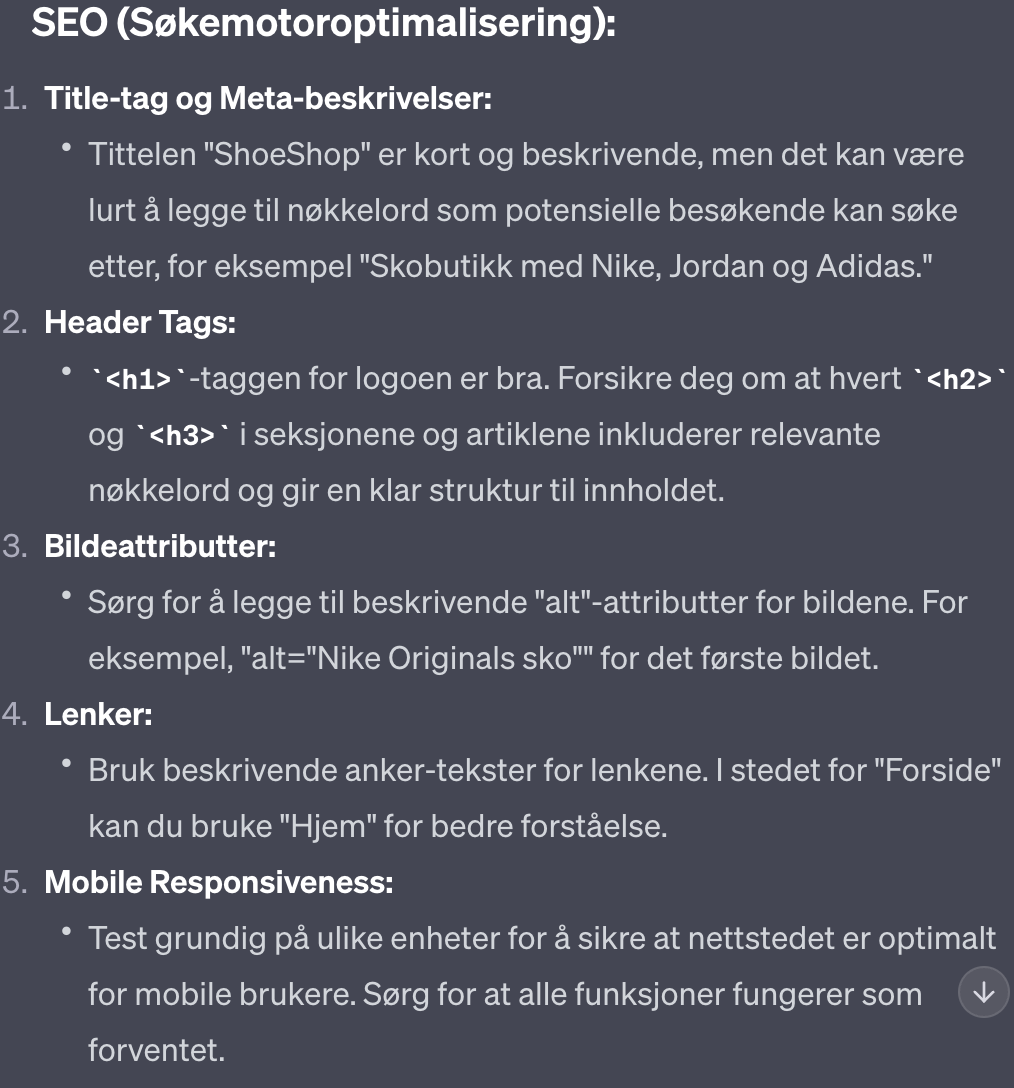 SEO (Søkemotoroptimalisering):
1. Title-tag og Meta-beskrivelser:
• Tittelen "ShoeShop" er kort og beskrivende, men det kan være
lurt å legge til nøkkelord som potensielle besøkende kan søke
etter, for eksempel "Skobutikk med Nike, Jordan og Adidas."
2. Header Tags:
• `<h1>`-taggen for logoen er bra. Forsikre deg om at hvert `<h2>`
og `<h3>` i seksjonene og artiklene inkluderer relevante
nøkkelord og gir en klar struktur til innholdet.
3. Bildeattributter:
• Sørg for å legge til beskrivende "alt"-attributter for bildene. For
eksempel, "alt="Nike Originals sko"" for det første bildet.
4. Lenker:
• Bruk beskrivende anker-tekster for lenkene. I stedet for "Forside"
kan du bruke "Hjem" for bedre forståelse.
5. Mobile Responsiveness:
• Test grundig på ulike enheter for å sikre at nettstedet er optimalt
for mobile brukere. Sørg for at alle funksjoner fungerer som
forventet.